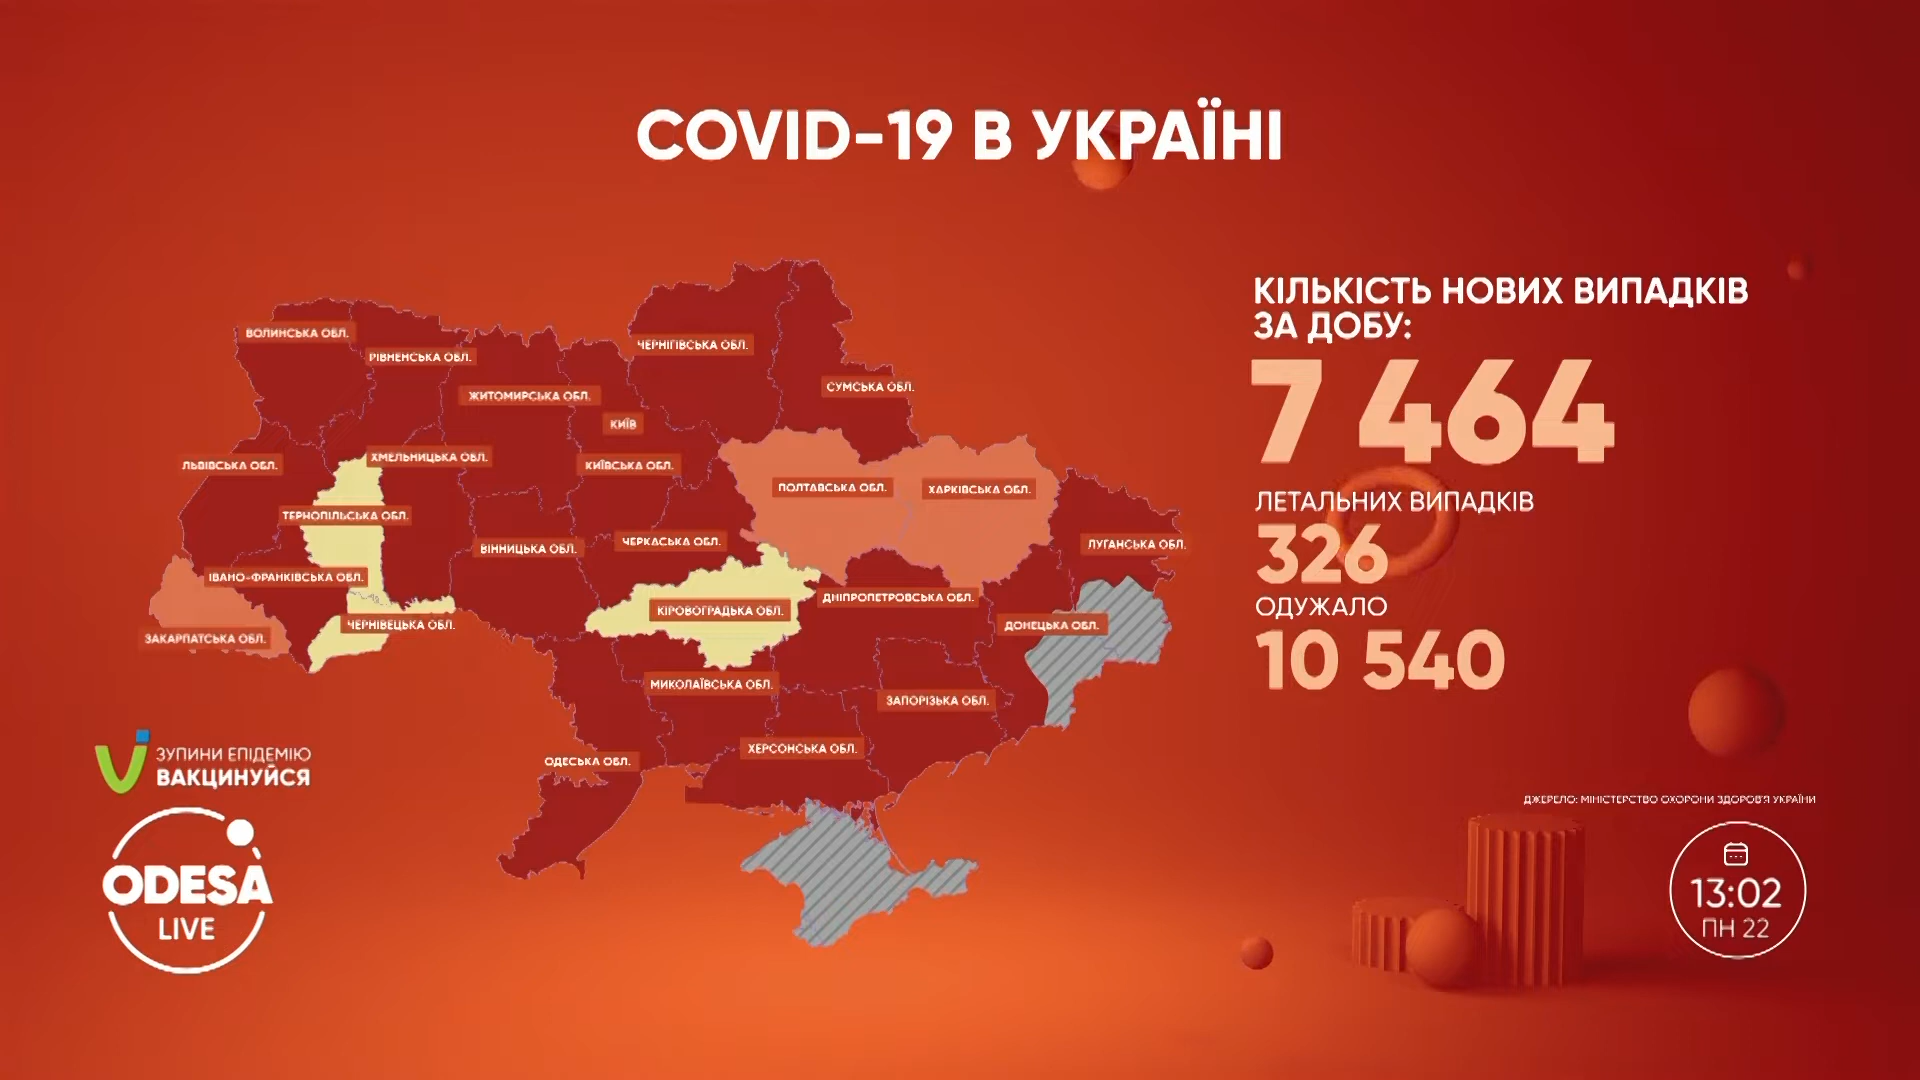 COVID-19 В УКРАЇНІ
КІЛЬКІСТЬ НОВИХ ВИПАДКІВ
ЗА ДОБУ:
7 464
ЛЕТАЛЬНИХ ВИПАДКІВ
326
ОДУЖАЛО
10 540
ВОЛИНСЬКА ОБЛ.
РІВНЕНСЬКА ОБЛ.
ЖИТОМИРСЬКА ОБЛ.
КИЇВ
ЧЕРНІГІВСЬКА ОБЛ.
СУМСЬКА ОБЛ.
ЛЬВІВСЬКА ОБЛ.
ХМЕЛЬНИЦЬКА ОБЛ.
КИЇВСЬКА ОБЛ.
ПОЛТАВСЬКА ОБЛ.
ХАРКІВСЬКА ОБЛ.
ТЕРНОПІЛЬСЬКА ОБЛ.
ВІННИЦЬКА ОБЛ.
ЧЕРКАСЬКА ОБЛ.
ЛУГАНСЬКА ОБЛ.
ІВАНО-ФРАНКІВСЬКА ОБЛ.
КІРОВОГРАДЬКА ОБЛ.
ДНІПРОПЕТРОВСЬКА ОБЛ.
ЗАКАРПАТСЬКА ОБЛ.
ЧЕРНІВЕЦЬКА ОБЛ.
ДОНЕЦЬКА ОБЛ.
МИКОЛАЇВСЬКА ОБЛ.
ЗАПОРІЗЬКА ОБЛ.
ОДЕСЬКА ОБЛ.
ХЕРСОНСЬКА ОБЛ.
ЗУПИНИ ЕПІДЕМІЮ
ВАКЦИНУЙСЯ
ODESA
LIVE
ДЖЕРЕЛО: МІНІСТЕРСТВО ОХОРОНИ ЗДОРОВ'Я УКРАЇНИ
13:02
ПН 22